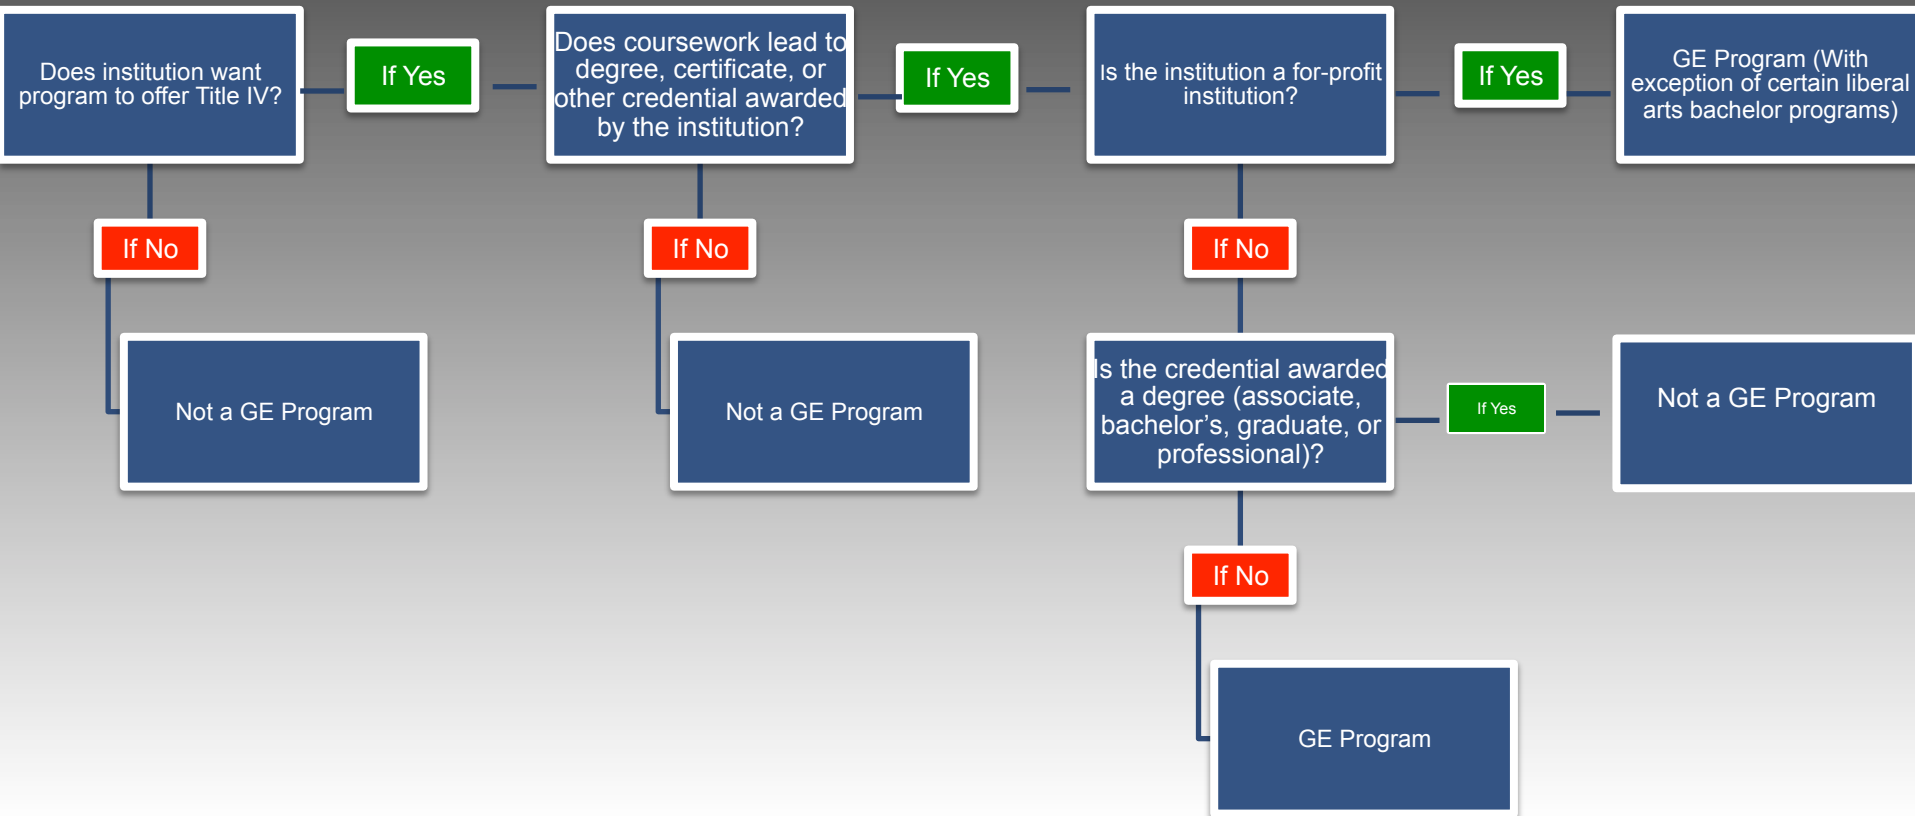 Does institution want
program to offer Title IV?
If Yes
Does coursework lead to
degree, certificate, or
other credential awarded
by the institution?
If Yes
Is the institution a for-profit
institution?
If Yes
GE Program (With
exception of certain liberal
arts bachelor programs)
If No
If No
If No
Not a GE Program
Not a GE Program
Is the credential awarded
a degree (associate,
bachelor’s, graduate, or
professional)?
If Yes
Not a GE Program
If No
GE Program